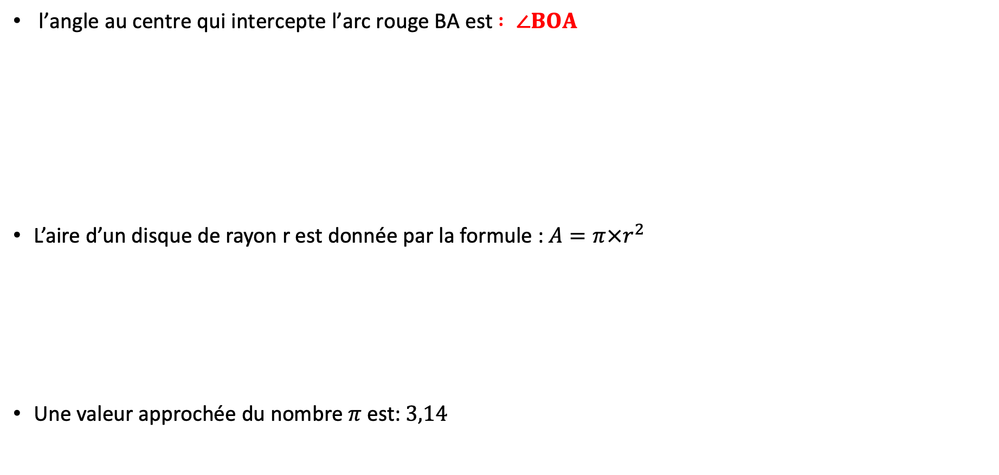 • l’angle au centre qui intercepte l’arc rouge BA est : ∠BOA
• L’aire d’un disque de rayon r est donnée par la formule : A = π×r²
• Une valeur approchée du nombre π est: 3,14